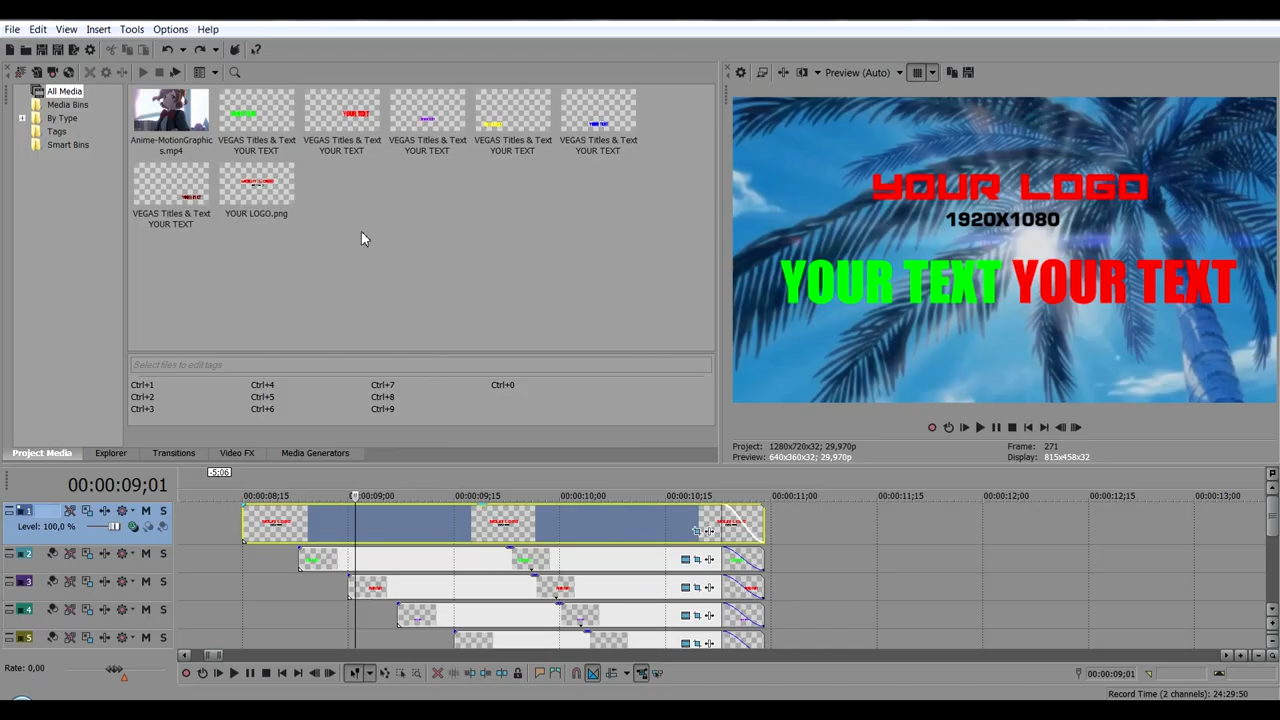 File Edit View Insert Tools Options Help
Preview (Auto)
All Media
Media Bins
By Type
Tags
Smart Bins
Anime-MotionGraphic
s.mp4
VEGAS Titles & Text
YOUR TEXT
VEGAS Titles & Text
YOUR TEXT
VEGAS Titles & Text
YOUR TEXT
VEGAS Titles & Text
YOUR TEXT
VEGAS Titles & Text
YOUR TEXT
VEGAS Titles & Text
YOUR TEXT
YOUR LOGO.png
YOUR LOGO
1920X1080
YOUR TEXT YOUR TEXT
Select files to edit tags
Ctrl+1 Ctrl+4 Ctrl+7 Ctrl+0
Ctrl+2 Ctrl+5 Ctrl+8
Ctrl+3 Ctrl+6 Ctrl+9
Project Media Explorer Transitions Video FX Media Generators
Project: 1280x720x32; 29,970p Frame: 271
Preview: 640x360x32; 29,970p Display: 815x458x32
-5;06
00:00:09;01
00:00:08;15 00:00:09;00 00:00:09;15 00:00:10;00 00:00:10;15 00:00:11;00 00:00:11;15 00:00:12;00 00:00:12;15 00:00:13;00
1 M S
Level: 100,0 %
2 M S
3 M S
4 M S
5 M S
Rate: 0,00
00:00:09;01
Record Time (2 channels): 24:29:50